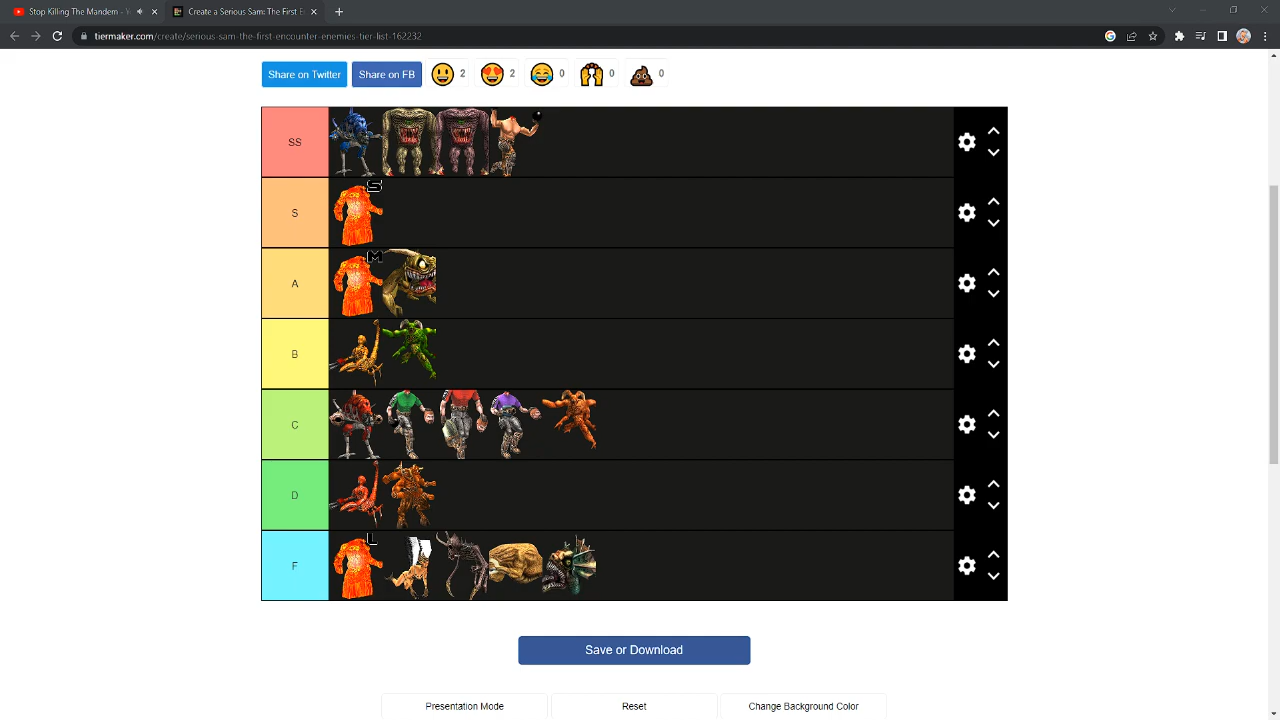 Stop Killing The Mandem - Y
Create a Serious Sam: The First E
tiermaker.com/create/serious-sam-the-first-encounter-enemies-tier-list-162232
Share on Twitter
Share on FB
2
2
0
0
0
SS
S
S
A
M
B
C
D
F
L
Save or Download
Presentation Mode
Reset
Change Background Color